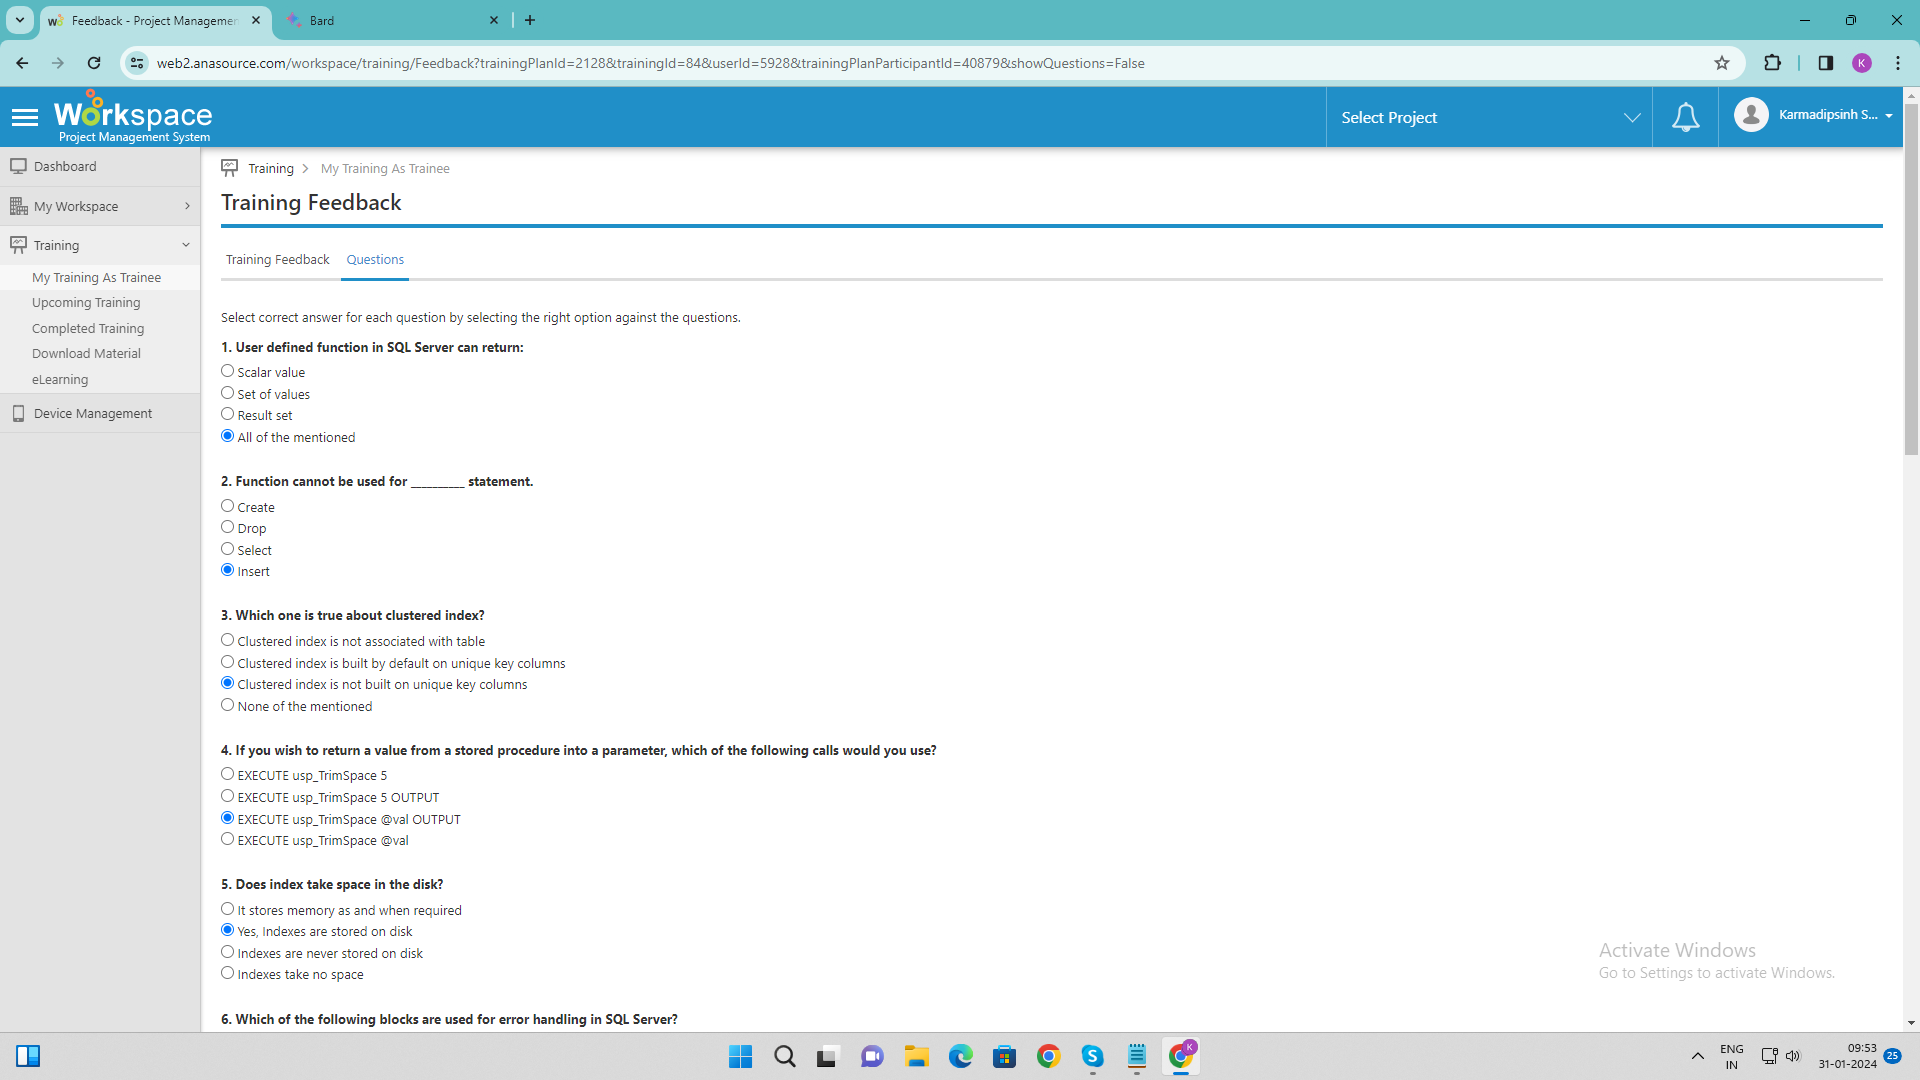 Feedback - Project Managemer
Bard
web2.anasource.com/workspace/training/Feedback?trainingPlanId=2128&trainingId=84&userId=5928&trainingPlanParticipantId=40879&showQuestions=False
K
Workspace
Project Management System
Select Project
Karmadipsinh S...
Dashboard
My Workspace
Training
My Training As Trainee
Upcoming Training
Completed Training
Download Material
eLearning
Device Management
Training > My Training As Trainee
Training Feedback
Training Feedback Questions
Select correct answer for each question by selecting the right option against the questions.
1. User defined function in SQL Server can return:
Scalar value
Set of values
Result set
All of the mentioned
2. Function cannot be used for __________ statement.
Create
Drop
Select
Insert
3. Which one is true about clustered index?
Clustered index is not associated with table
Clustered index is built by default on unique key columns
Clustered index is not built on unique key columns
None of the mentioned
4. If you wish to return a value from a stored procedure into a parameter, which of the following calls would you use?
EXECUTE usp_TrimSpace 5
EXECUTE usp_TrimSpace 5 OUTPUT
EXECUTE usp_TrimSpace @val OUTPUT
EXECUTE usp_TrimSpace @val
5. Does index take space in the disk?
It stores memory as and when required
Yes, Indexes are stored on disk
Indexes are never stored on disk
Indexes take no space
6. Which of the following blocks are used for error handling in SQL Server?
Activate Windows
Go to Settings to activate Windows.
ENG
IN
09:53
31-01-2024
25